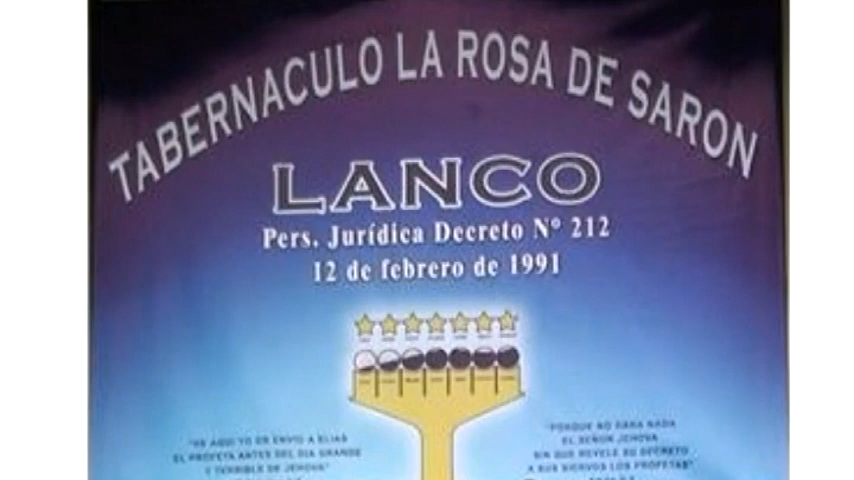 TABERNACULO LA ROSA DE SARON
LANCO
Pers. Jurídica Decreto N° 212
12 de febrero de 1991
"HE AQUI YO OS ENVIO A ELIAS
EL PROFETA ANTES DEL DIA GRANDE
Y TERRIBLE DE JEHOVA"
"PORQUE NO HARA NADA
EL SEÑOR JEHOVA
SIN QUE REVELE SU DECRETO
A SUS SIERVOS LOS PROFETAS"